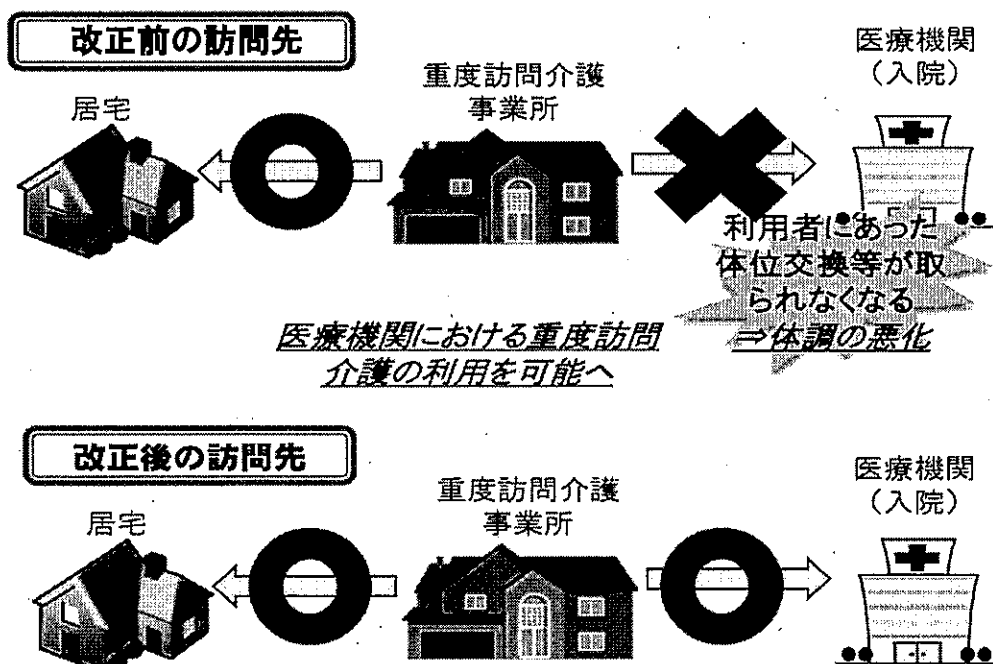 改正前の訪問先
居宅
重度訪問介護
事業所
医療機関
(入院)
利用者にあった
体位交換等が取
られなくなる
⇒体調の悪化
医療機関における重度訪問
介護の利用を可能へ
改正後の訪問先
居宅
重度訪問介護
事業所
医療機関
(入院)